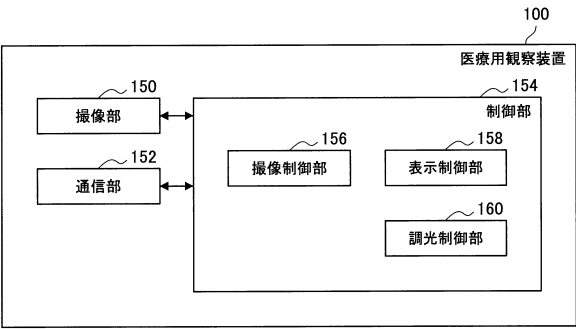 100
医療用観察装置
150
撮像部
152
通信部
154
制御部
156
撮像制御部
158
表示制御部
160
調光制御部